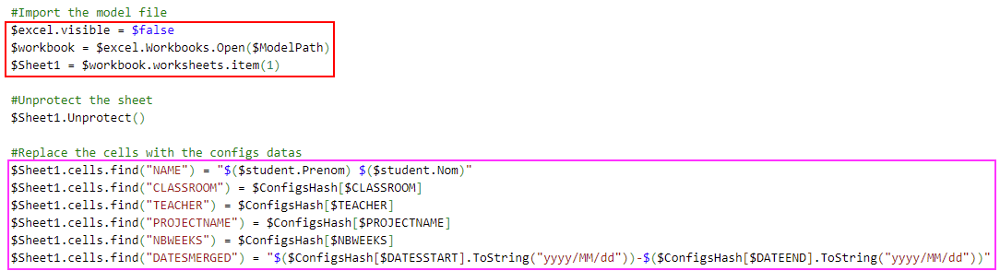 #Import the model file
$excel.visible = $false
$workbook = $excel.Workbooks.Open($ModelPath)
$Sheet1 = $workbook.worksheets.item(1)
#Unprotect the sheet
$Sheet1.Unprotect()
#Replace the cells with the configs datas
$Sheet1.cells.find("NAME") = "$($student.Prenom) $($student.Nom)"
$Sheet1.cells.find("CLASSROOM") = $ConfigsHash[$CLASSROOM]
$Sheet1.cells.find("TEACHER") = $ConfigsHash[$TEACHER]
$Sheet1.cells.find("PROJECTNAME") = $ConfigsHash[$PROJECTNAME]
$Sheet1.cells.find("NBWEEKS") = $ConfigsHash[$NBWEEKS]
$Sheet1.cells.find("DATESMERGED") = "$($ConfigsHash[$DATESSTART].ToString("yyyy/MM/dd"))-$($ConfigsHash[$DATEEND].ToString("yyyy/MM/dd"))"